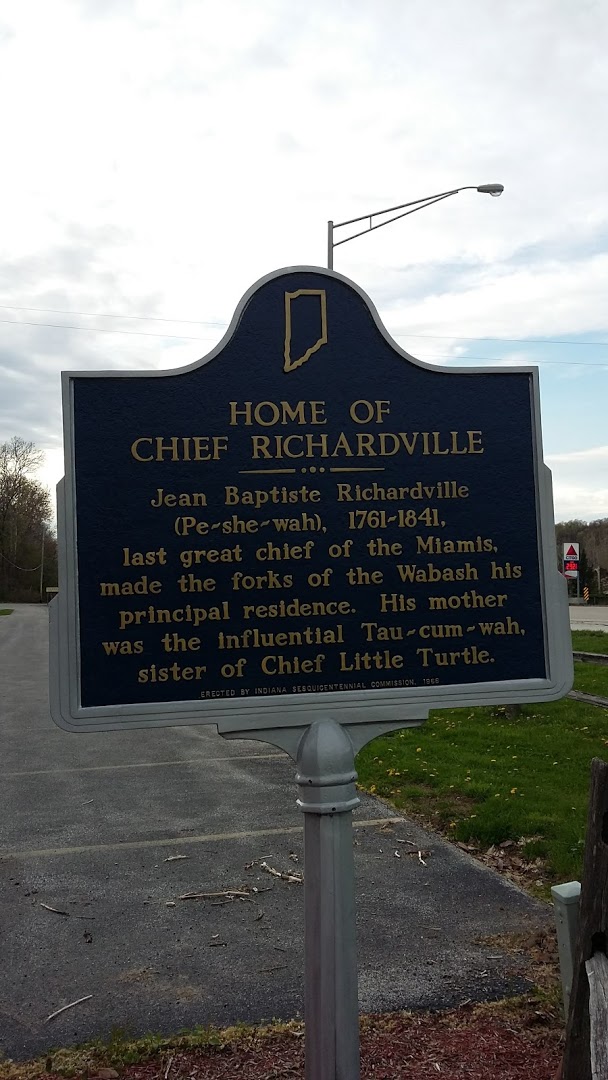 HOME OF
CHIEF RICHARDVILLE
Jean Baptiste Richardville
(Pe-she-wah), 1761-1841,
last great chief of the Miamis,
made the forks of the Wabash his
principal residence. His mother
was the influential Tau-cum-wah,
sister of Chief Little Turtle.
ERECTED BY INDIANA SESQUICENTENNIAL COMMISSION, 1966